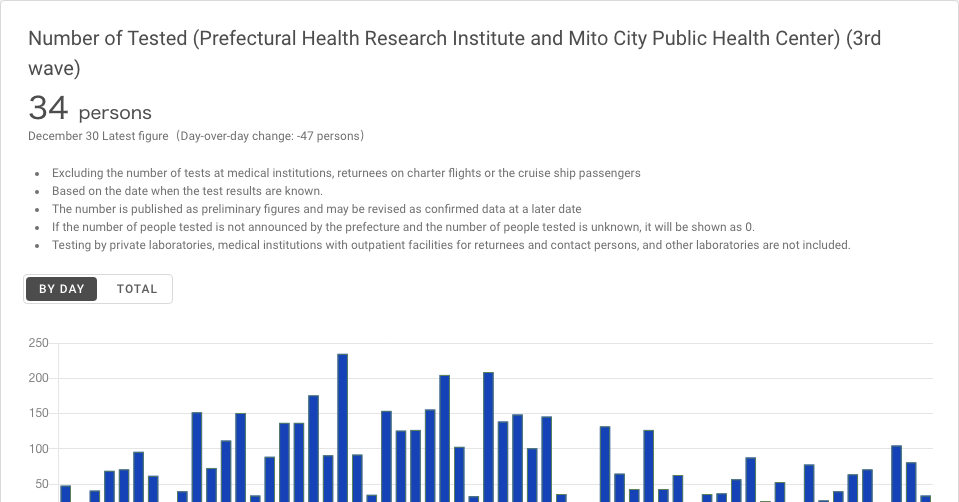 Number of Tested (Prefectural Health Research Institute and Mito City Public Health Center) (3rd
wave)
34 persons
December 30 Latest figure（Day-over-day change: -47 persons）
• Excluding the number of tests at medical institutions, returnees on charter flights or the cruise ship passengers
• Based on the date when the test results are known.
• The number is published as preliminary figures and may be revised as confirmed data at a later date
• If the number of people tested is not announced by the prefecture and the number of people tested is unknown, it will be shown as 0.
• Testing by private laboratories, medical institutions with outpatient facilities for returnees and contact persons, and other laboratories are not included.
BY DAY TOTAL
250
200
150
100
50